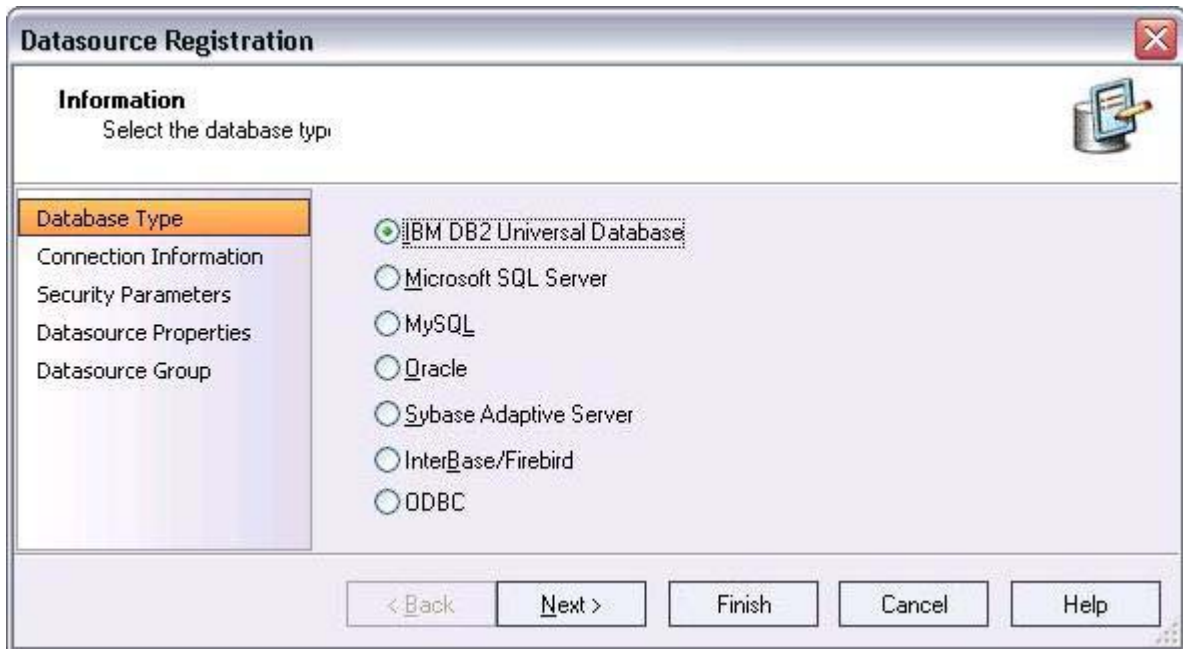 Datasource Registration
Information
Select the database typ
Database Type
Connection Information
Security Parameters
Datasource Properties
Datasource Group
IBM DB2 Universal Database
Microsoft SQL Server
MySQL
Oracle
Sybase Adaptive Server
InterBase/Firebird
ODBC
< Back
Next >
Finish
Cancel
Help